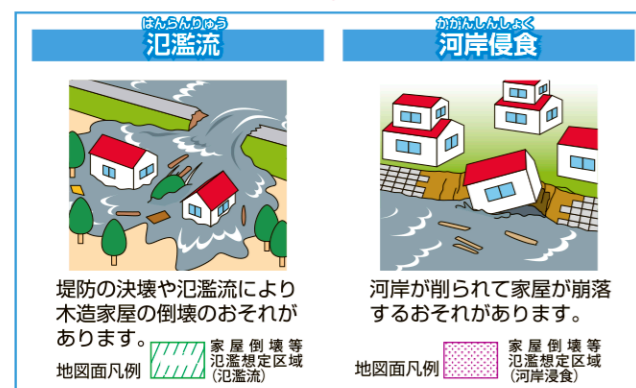 はんらんりゅう
氾濫流
堤防の決壊や氾濫流により
木造家屋の倒壊のおそれが
あります。
地図面凡例
家屋倒壊等
氾濫想定区域
(氾濫流)
かがんしんしょく
河岸侵食
河岸が削られて家屋が崩落
するおそれがあります。
地図面凡例
家屋倒壊等
氾濫想定区域
(河岸浸食)